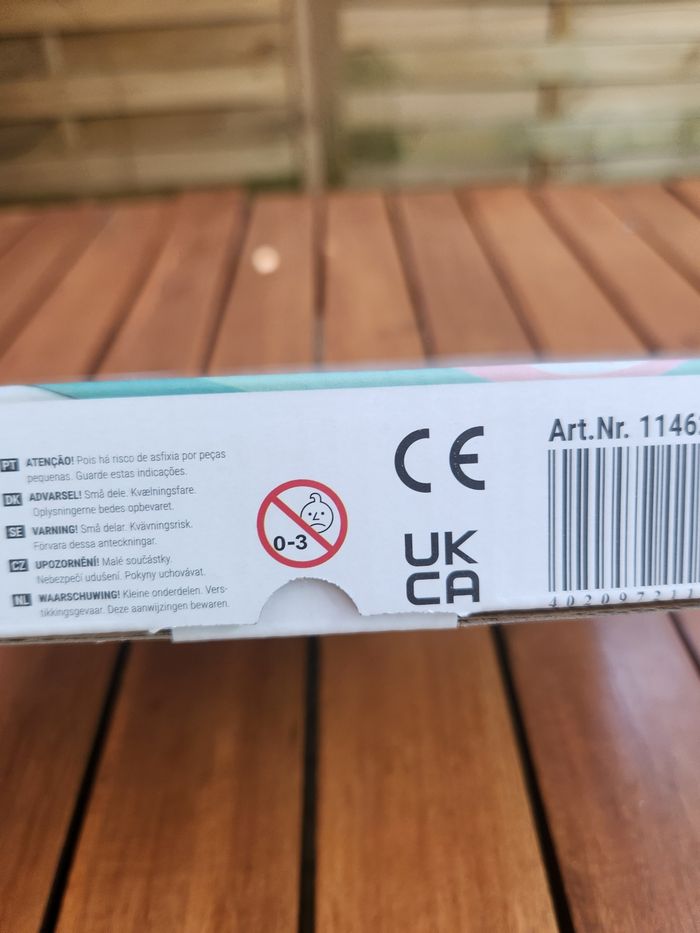 PT ATENÇÃO! Pois há risco de asfixia por peças
pequenas. Guarde estas indicações.
DK ADVARSEL! Små dele. Kvælningsfare.
Oplysningerne bedes opbevaret.
SE VARNING! Små delar. Kvävningsrisk.
Förvara dessa anteckningar.
CZ UPOZORNĚNÍ! Malé součástky.
Nebezpečí udušení. Pokyny uchovávat.
NL WAARSCHUWING! Kleine onderdelen. Vers-
tikkingsgevaar. Deze aanwijzingen bewaren.
0-3
CE
UK
CA
Art.Nr. 1146
402097211